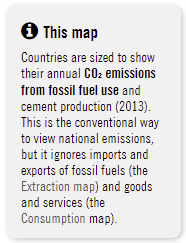 This map
Countries are sized to show
their annual CO₂ emissions
from fossil fuel use and
cement production (2013).
This is the conventional way
to view national emissions,
but it ignores imports and
exports of fossil fuels (the
Extraction map) and goods
and services (the
Consumption map).